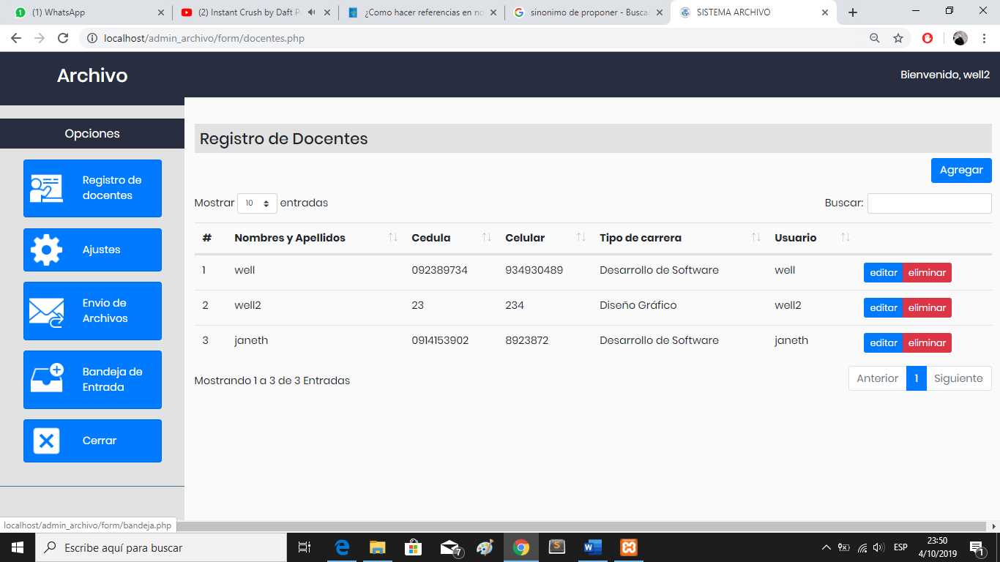 (1) WhatsApp
(2) Instant Crush by Daft P
¿Como hacer referencias en no
sinonimo de proponer - Busca
SISTEMA ARCHIVO
localhost/admin_archivo/form/docentes.php
Archivo
Bienvenido, well2
Opciones
Registro de
docentes
Ajustes
Envio de
Archivos
Bandeja de
Entrada
Cerrar
Registro de Docentes
Agregar
Mostrar 10 entradas
Buscar:
# Nombres y Apellidos Cedula Celular Tipo de carrera Usuario
1 well 092389734 934930489 Desarrollo de Software well editar eliminar
2 well2 23 234 Diseño Gráfico well2 editar eliminar
3 janeth 0914153902 8923872 Desarrollo de Software janeth editar eliminar
Mostrando 1 a 3 de 3 Entradas
Anterior 1 Siguiente
localhost/admin_archivo/form/bandeja.php
Escribe aquí para buscar
7
ESP
23:50
4/10/2019
1